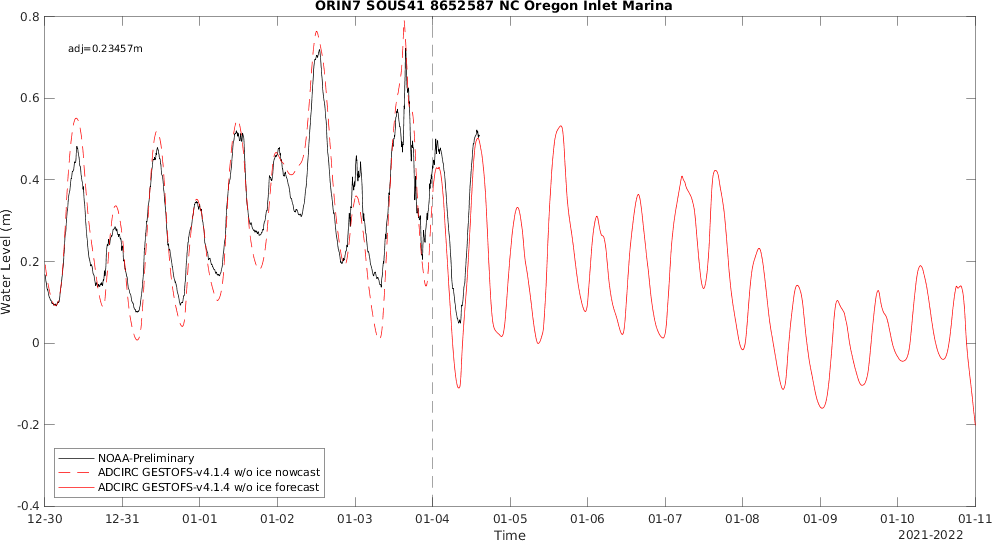 ORIN7 SOUS41 8652587 NC Oregon Inlet Marina
adj=0.23457m
Water Level (m)
0.8
0.6
0.4
0.2
0
-0.2
-0.4
NOAA-Preliminary
ADCIRC GESTOFS-v4.1.4 w/o ice nowcast
ADCIRC GESTOFS-v4.1.4 w/o ice forecast
12-30 12-31 01-01 01-02 01-03 01-04 01-05 01-06 01-07 01-08 01-09 01-10 01-11
Time
2021-2022